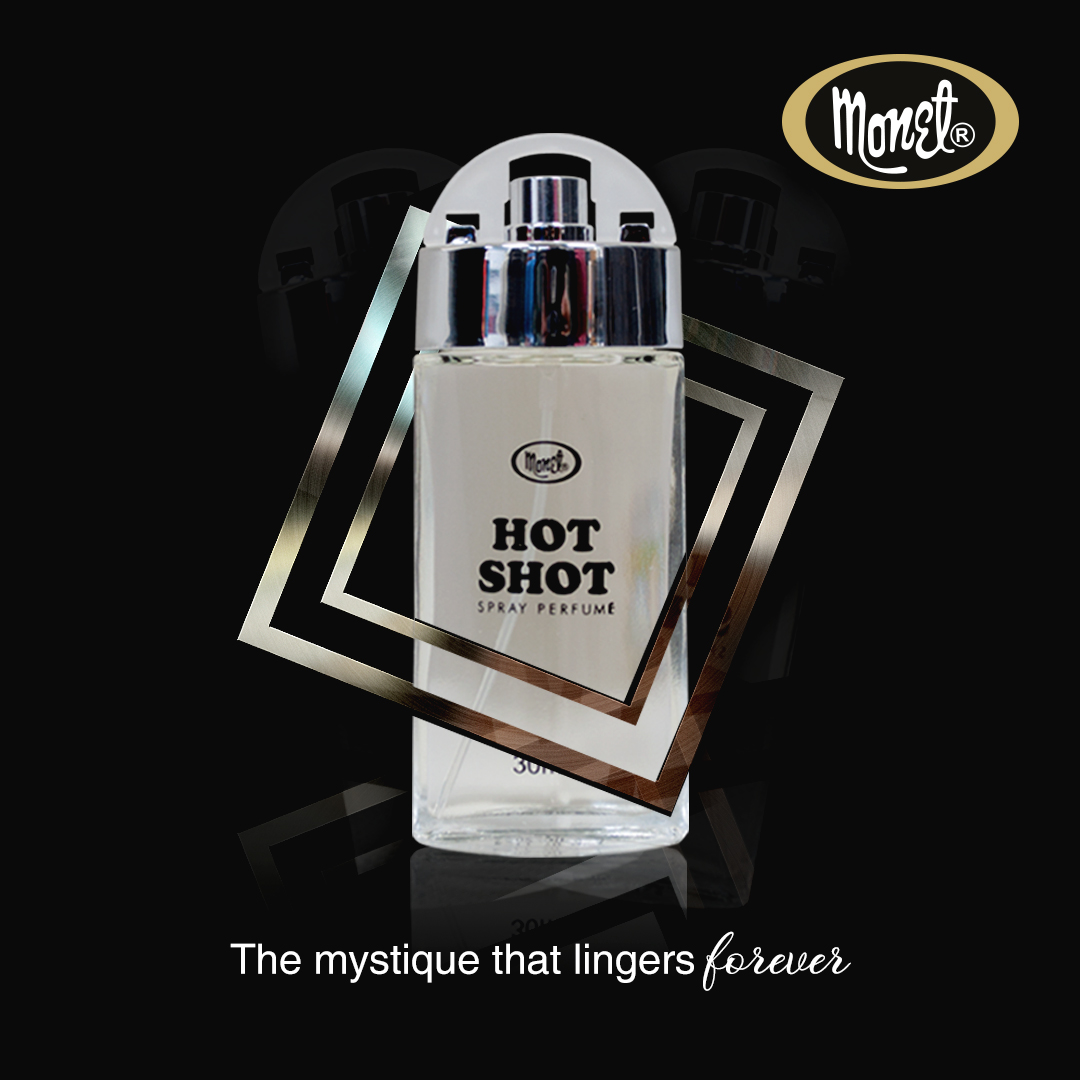 Monet®
Monet®
HOT
SHOT
SPRAY PERFUME
The mystique that lingers forever